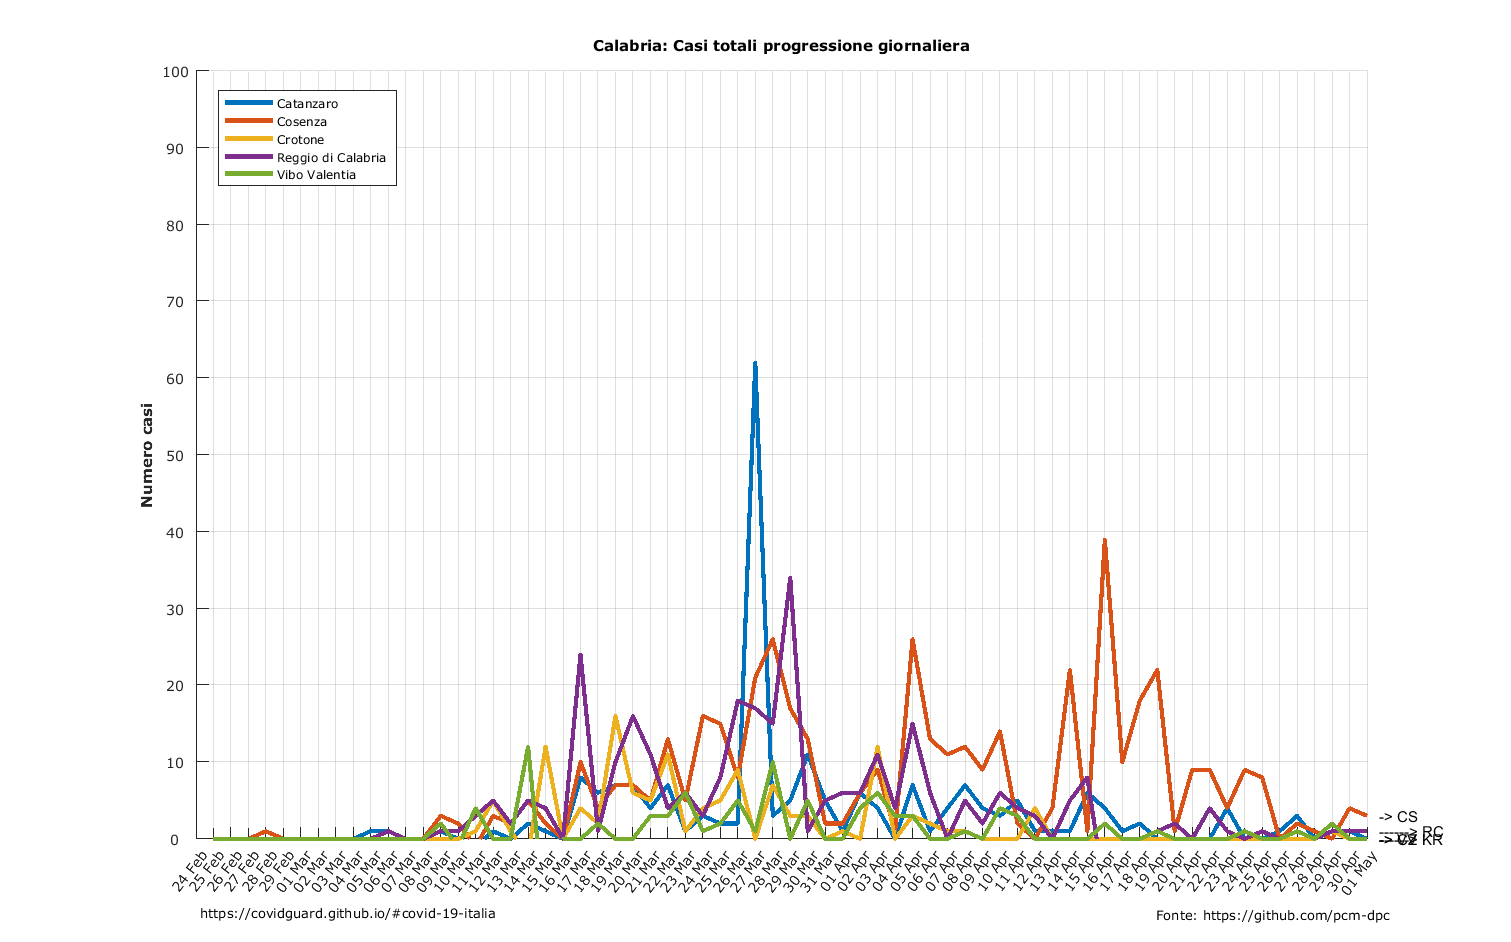 Calabria: Casi totali progressione giornaliera
100
90
80
70
60
50
40
30
20
10
0
Numero casi
Catanzaro
Cosenza
Crotone
Reggio di Calabria
Vibo Valentia
24 Feb
25 Feb
26 Feb
27 Feb
28 Feb
29 Feb
01 Mar
02 Mar
03 Mar
04 Mar
05 Mar
06 Mar
07 Mar
08 Mar
09 Mar
10 Mar
11 Mar
12 Mar
13 Mar
14 Mar
15 Mar
16 Mar
17 Mar
18 Mar
19 Mar
20 Mar
21 Mar
22 Mar
23 Mar
24 Mar
25 Mar
26 Mar
27 Mar
28 Mar
29 Mar
30 Mar
31 Mar
01 Apr
02 Apr
03 Apr
04 Apr
05 Apr
06 Apr
07 Apr
08 Apr
09 Apr
10 Apr
11 Apr
12 Apr
13 Apr
14 Apr
15 Apr
16 Apr
17 Apr
18 Apr
19 Apr
20 Apr
21 Apr
22 Apr
23 Apr
24 Apr
25 Apr
26 Apr
27 Apr
28 Apr
29 Apr
30 Apr
01 May
-> CS
-----> RC
KR
https://covidguard.github.io/#covid-19-italia
Fonte: https://github.com/pcm-dpc